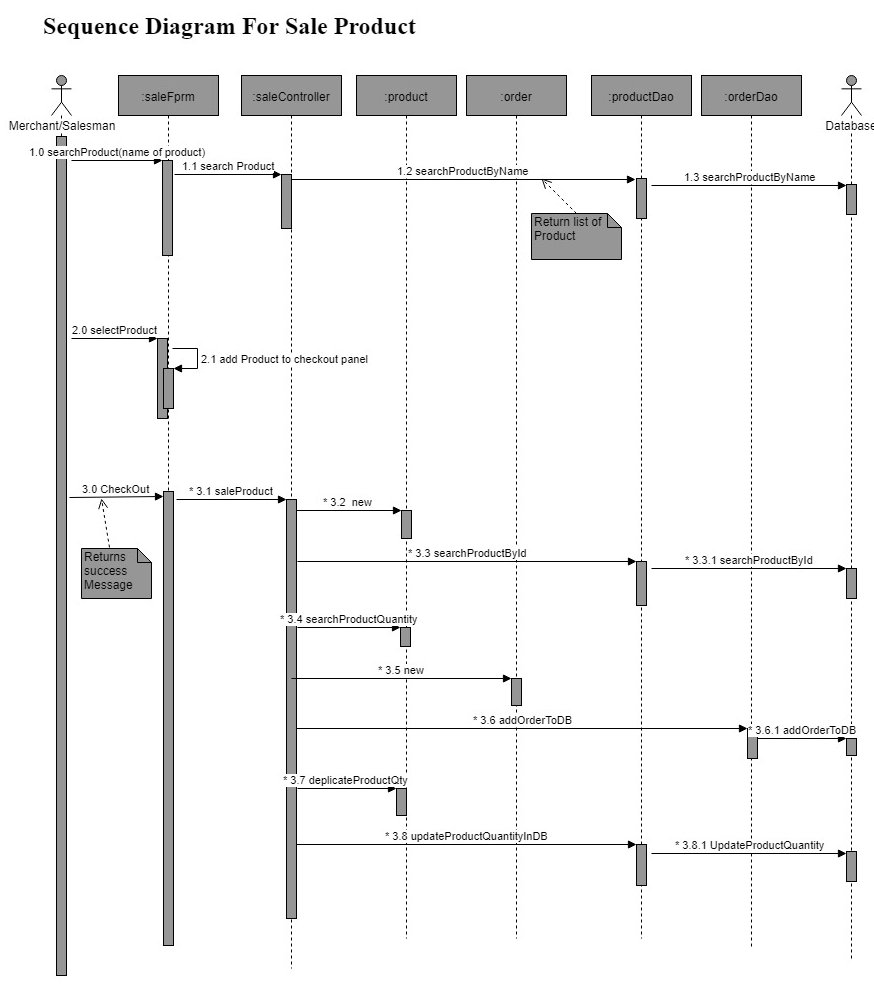 Sequence Diagram For Sale Product
:saleFprm
:saleController
:product
:order
:productDao
:orderDao
Merchant/Salesman
Database
1.0 searchProduct(name of product)
1.1 search Product
1.2 searchProductByName
1.3 searchProductByName
Return list of
Product
2.0 selectProduct
2.1 add Product to checkout panel
3.0 CheckOut
* 3.1 saleProduct
* 3.2 new
Returns
success
Message
* 3.3 searchProductById
* 3.3.1 searchProductById
* 3.4 searchProductQuantity
* 3.5 new
* 3.6 addOrderToDB
* 3.6.1 addOrderToDB
* 3.7 deplicateProductQty
* 3.8 updateProductQuantityInDB
* 3.8.1 UpdateProductQuantity